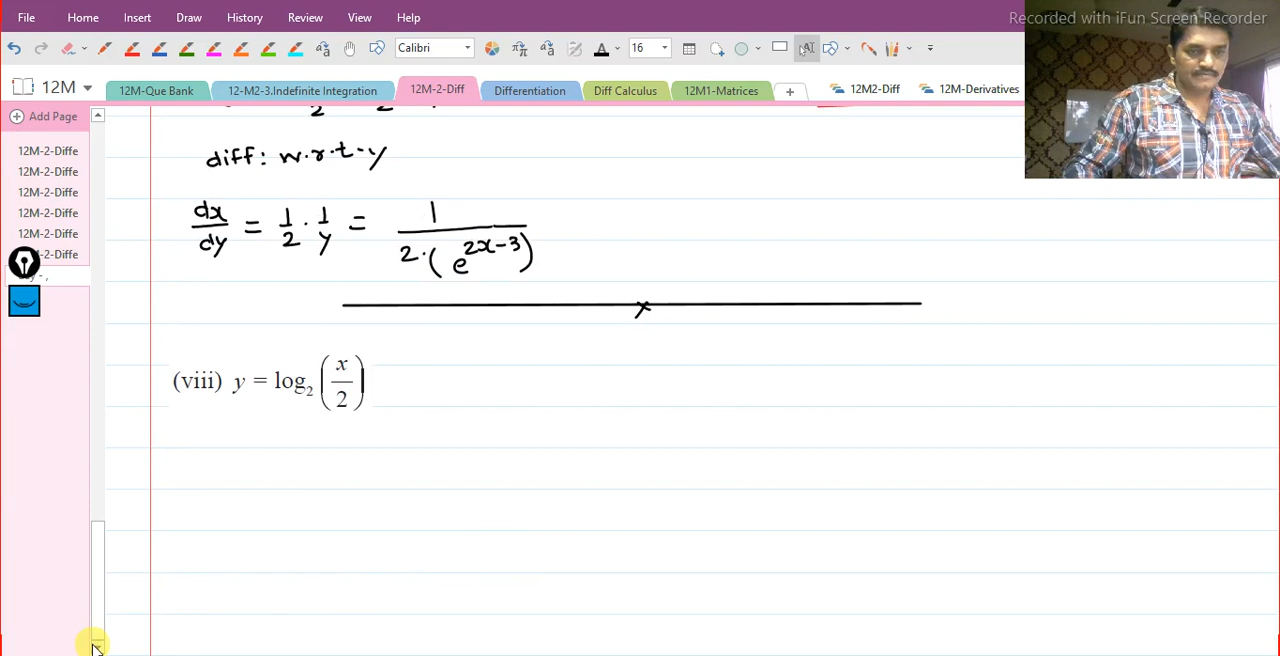 File Home Insert Draw History Review View Help
Recorded with iFun Screen Recorder
Calibri 16
12M 12M-Que Bank 12-M2-3.Indefinite Integration 12M-2-Diff Differentiation Diff Calculus 12M1-Matrices + 12M2-Diff 12M-Derivatives
Add Page
12M-2-Diffe
12M-2-Diffe
12M-2-Diffe
12M-2-Diffe
12M-2-Diffe
diff: w.r.t-y
dx/dy = 1/2 · 1/y = 1/(2·(e^(2x-3)))
x
(viii) y = log₂(x/2)